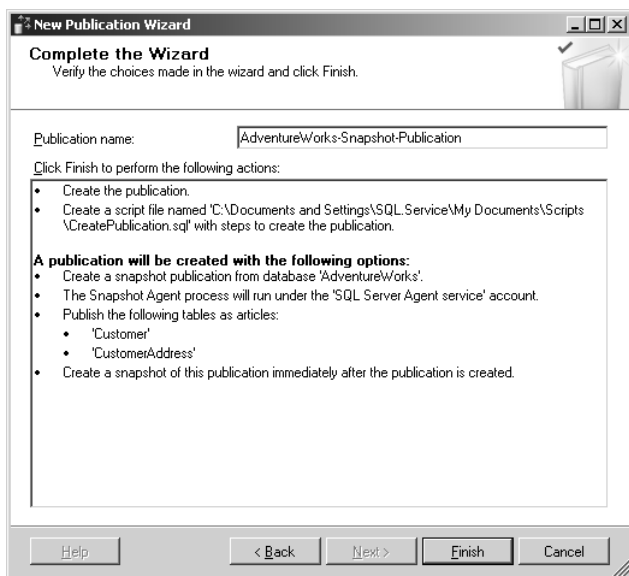 New Publication Wizard
Complete the Wizard
Verify the choices made in the wizard and click Finish.
Publication name:
AdventureWorks-Snapshot-Publication
Click Finish to perform the following actions:
• Create the publication.
• Create a script file named 'C:\Documents and Settings\SQL.Service\My Documents\Scripts
\CreatePublication.sql' with steps to create the publication.
A publication will be created with the following options:
• Create a snapshot publication from database 'AdventureWorks'.
• The Snapshot Agent process will run under the 'SQL Server Agent service' account.
• Publish the following tables as articles:
• 'Customer'
• 'CustomerAddress'
• Create a snapshot of this publication immediately after the publication is created.
Help
< Back
Next >
Finish
Cancel